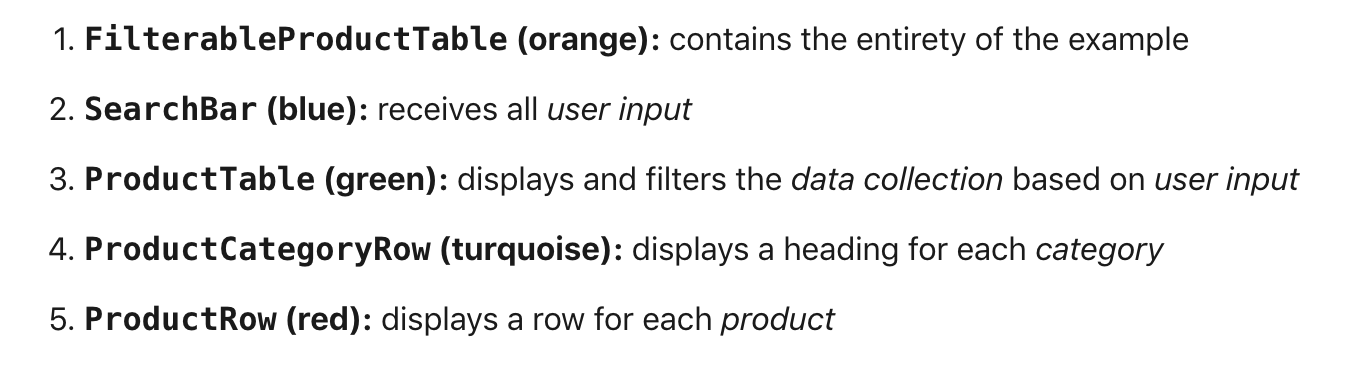 1. FilterableProductTable (orange): contains the entirety of the example
2. SearchBar (blue): receives all user input
3. ProductTable (green): displays and filters the data collection based on user input
4. ProductCategoryRow (turquoise): displays a heading for each category
5. ProductRow (red): displays a row for each product